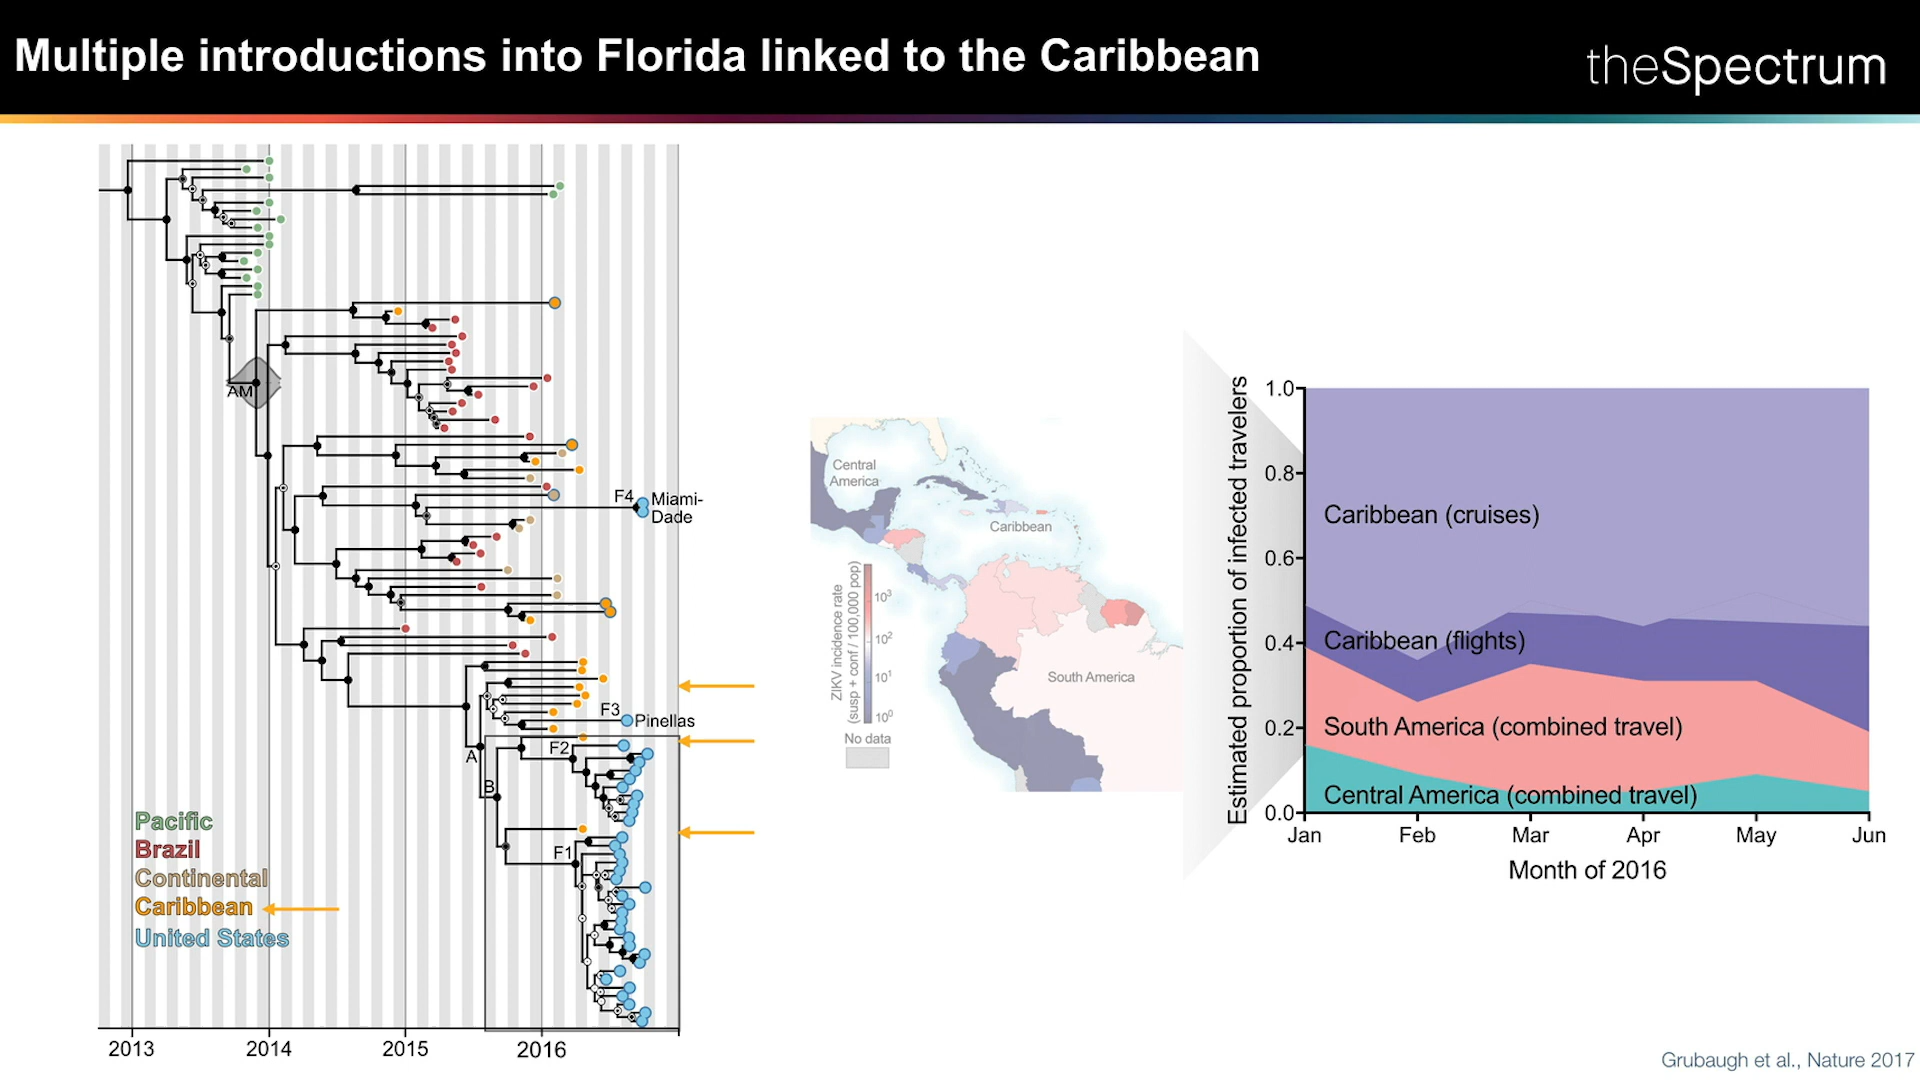 Multiple introductions into Florida linked to the Caribbean
theSpectrum
AM
F4
Miami-
Dade
F3
Pinellas
A
F2
B
F1
Pacific
Brazil
Continental
Caribbean
United States
2013
2014
2015
2016
Central
America
Caribbean
South America
ZIKV incidence rate
(susp + conf / 100,000 pop)
10³
10²
10¹
10⁰
No data
Estimated proportion of infected travelers
1.0
0.8
0.6
0.4
0.2
0.0
Caribbean (cruises)
Caribbean (flights)
South America (combined travel)
Central America (combined travel)
Jan
Feb
Mar
Apr
May
Jun
Month of 2016
Grubaugh et al., Nature 2017